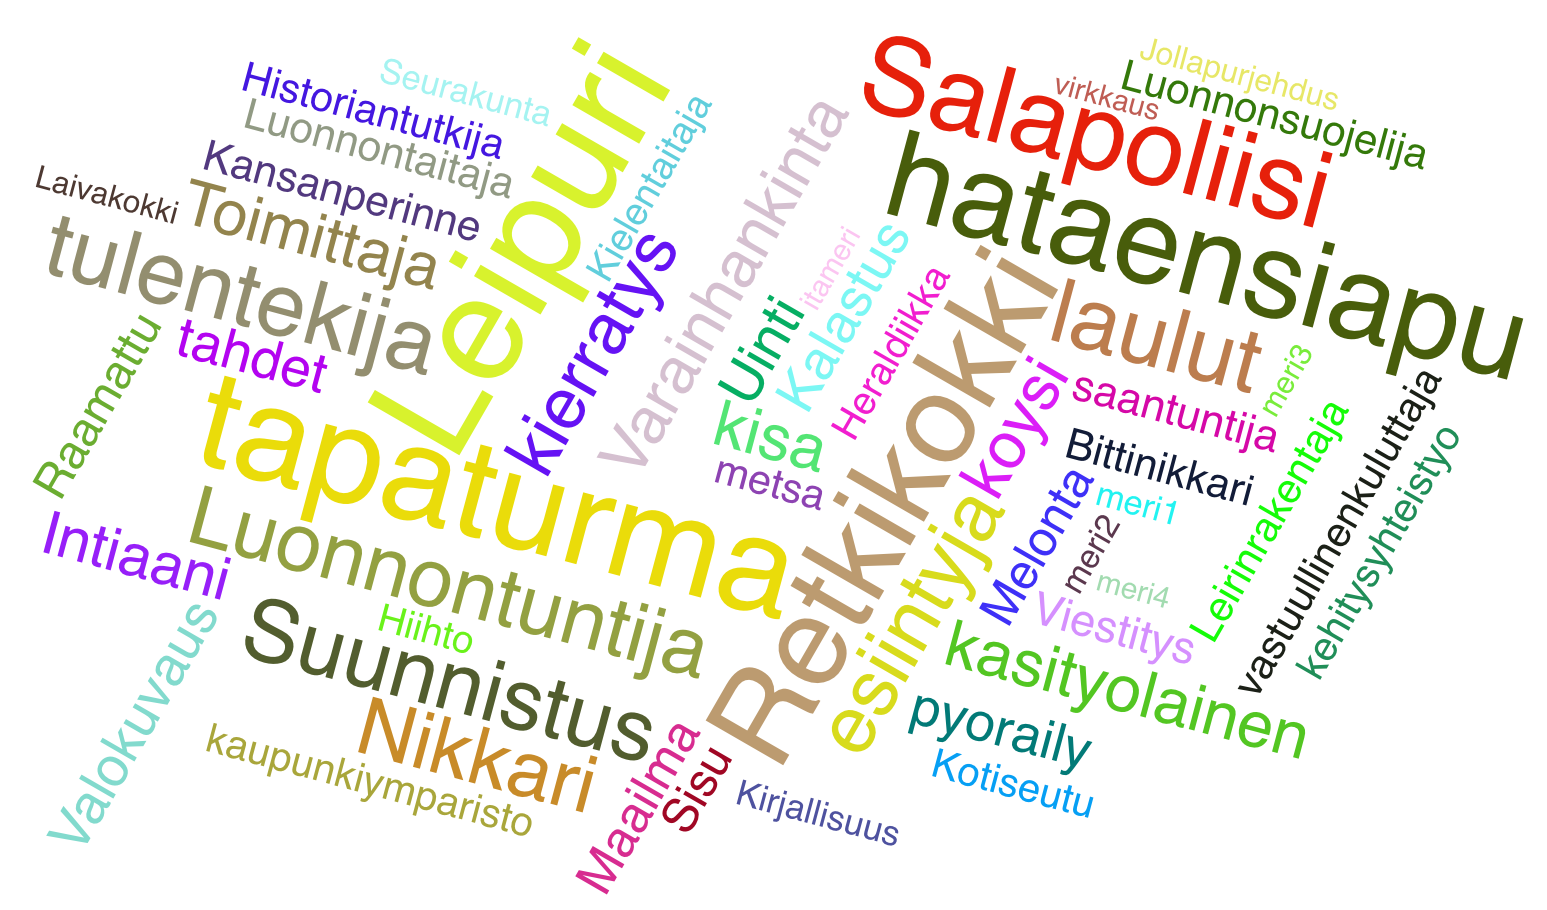 Jollapurjehdus
Seurakunta
virkkaus
Luonnonsuojelija
Salapoliisi
Historiantutkija
Luonnontaitaja
Leipuri
Kielentaitaja
Varainhankinta
hataensiapu
Kansanperinne
Laivakokki
Toimittaja
tulentekija
kierratys
itameri
Kalastus
Heraldiikka
Retkikokki
laulut
Uinti
tahdet
Raamattu
meri3
saantuntija
koysi
vastuullinenkuluttaja
tapaturma
kisa
metsa
Bittinikkari
Leirinrakentaja
kehitysyhteistyo
Melonta
meri1
meri2
meri4
esiintyja
Luonnontuntija
Intiaani
Viestitys
Hiihto
Suunnistus
kasityolainen
Valokuvaus
Nikkari
kaupunkiymparisto
pyoraily
Maailma
Sisu
Kotiseutu
Kirjallisuus